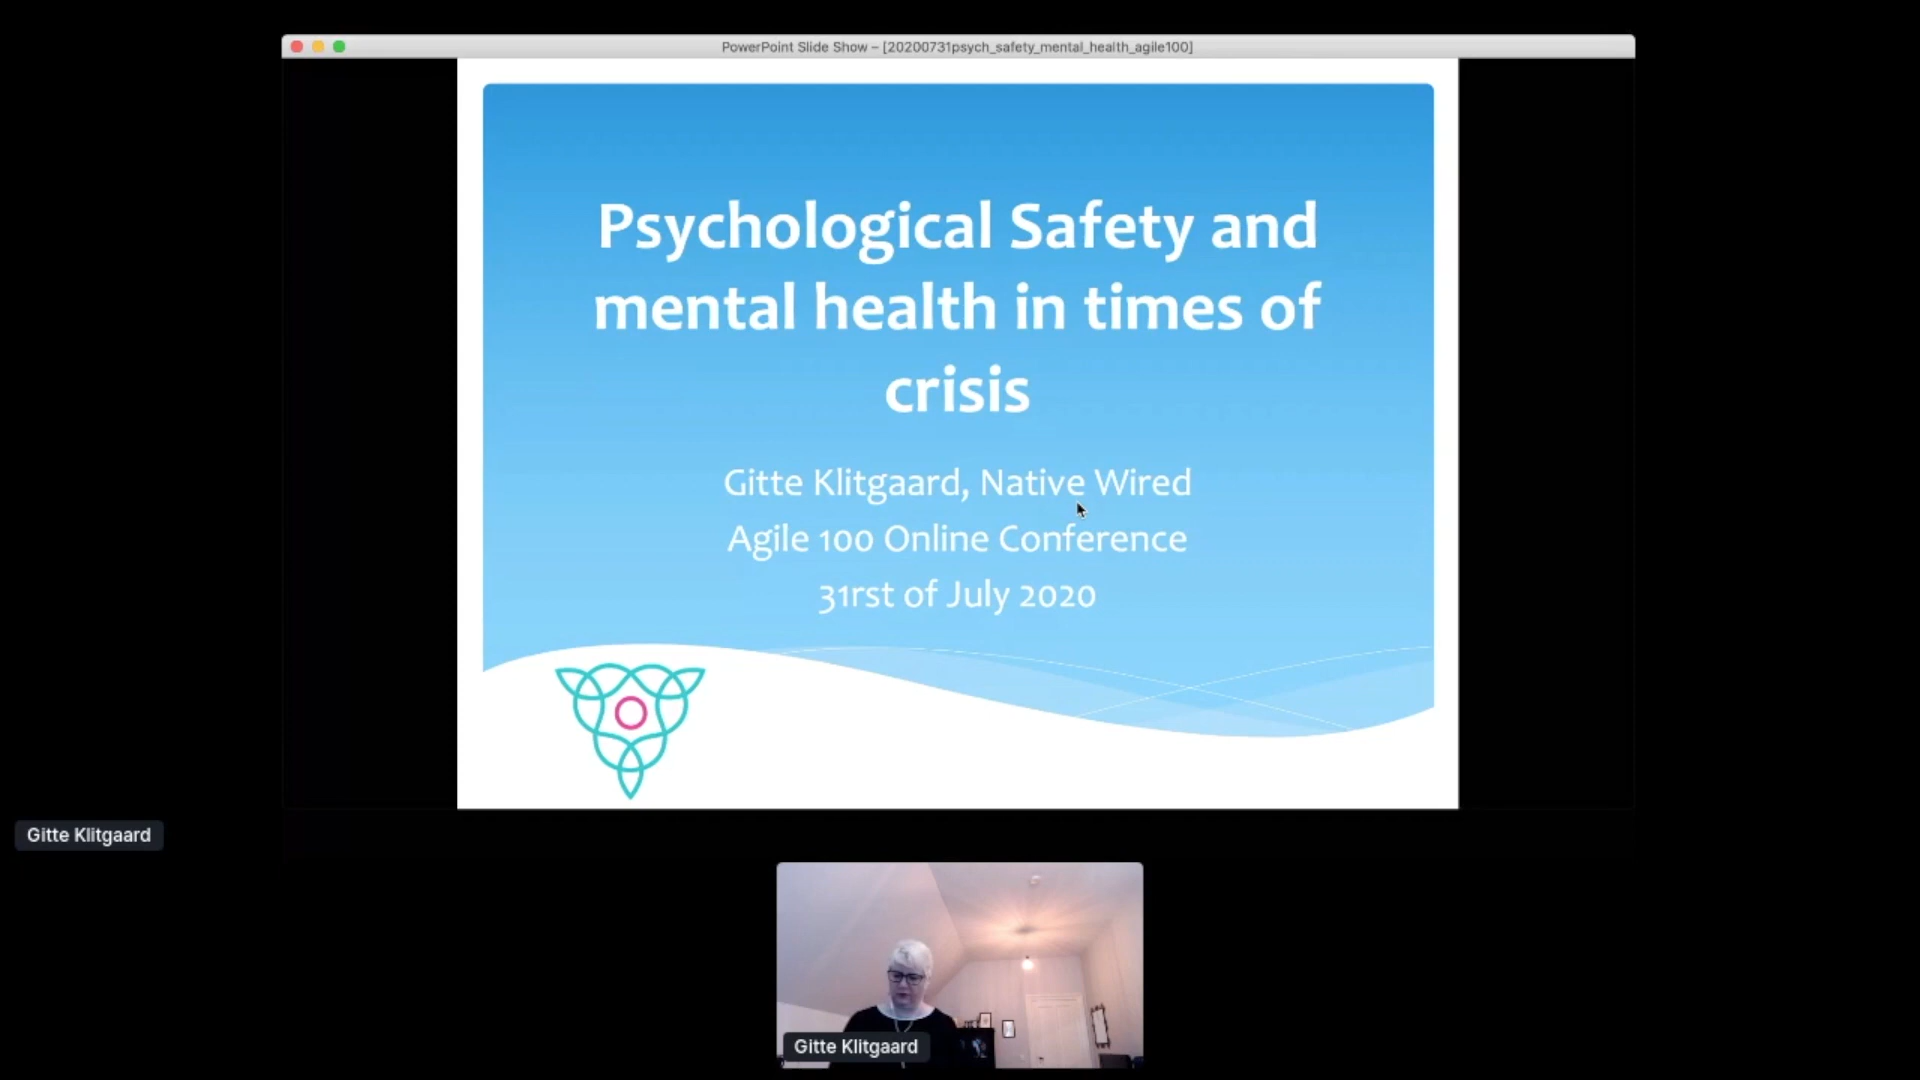 PowerPoint Slide Show – [20200731psych_safety_mental_health_agile100]
Psychological Safety and
mental health in times of
crisis
Gitte Klitgaard, Native Wired
Agile 100 Online Conference
31rst of July 2020
Gitte Klitgaard
Gitte Klitgaard